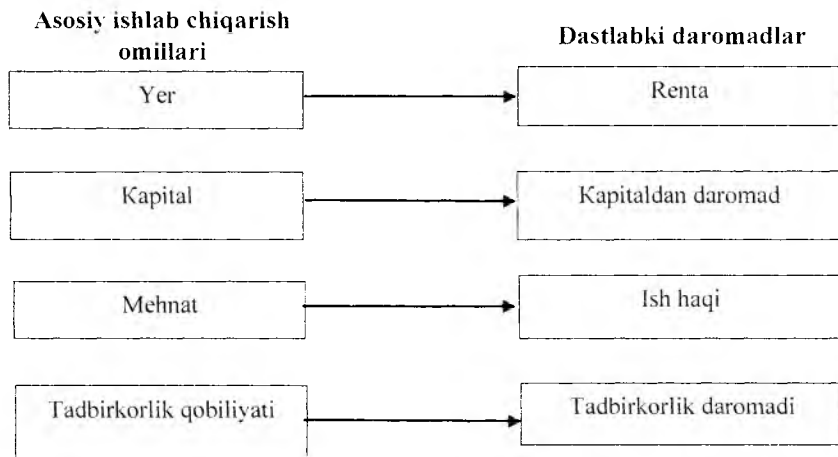 Asosiy ishlab chiqarish
omillari
Dastlabki daromadlar
Yer
Renta
Kapital
Kapitaldan daromad
Mehnat
Ish haqi
Tadbirkorlik qobiliyati
Tadbirkorlik daromadi